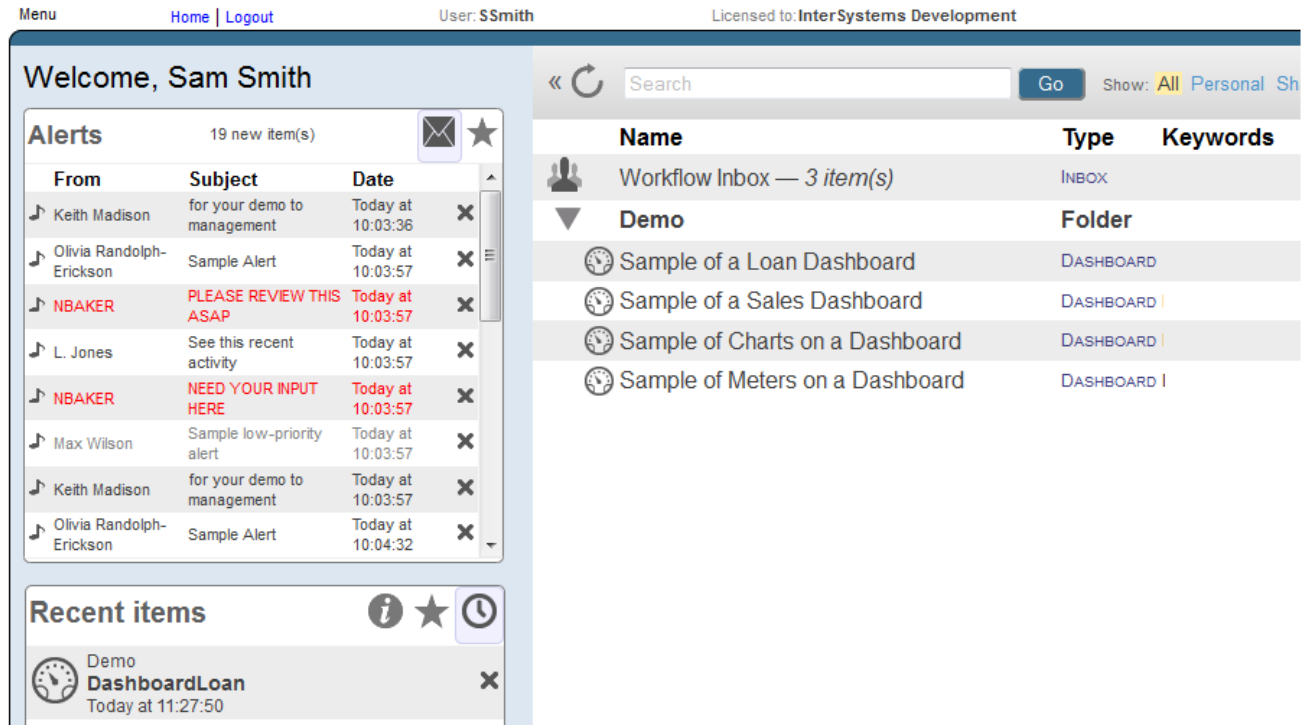 Menu Home | Logout User: SSmith Licensed to: InterSystems Development
Welcome, Sam Smith
Alerts 19 new item(s)
From Subject Date
Keith Madison for your demo to management Today at 10:03:36
Olivia Randolph-Erickson Sample Alert Today at 10:03:57
NBAKER PLEASE REVIEW THIS ASAP Today at 10:03:57
L. Jones See this recent activity Today at 10:03:57
NBAKER NEED YOUR INPUT HERE Today at 10:03:57
Max Wilson Sample low-priority alert Today at 10:03:57
Keith Madison for your demo to management Today at 10:03:57
Olivia Randolph-Erickson Sample Alert Today at 10:04:32
Recent items
Demo
DashboardLoan
Today at 11:27:50
« Search Go Show: All Personal Sh
Name Type Keywords
Workflow Inbox — 3 item(s) INBOX
Demo Folder
Sample of a Loan Dashboard DASHBOARD
Sample of a Sales Dashboard DASHBOARD
Sample of Charts on a Dashboard DASHBOARD
Sample of Meters on a Dashboard DASHBOARD